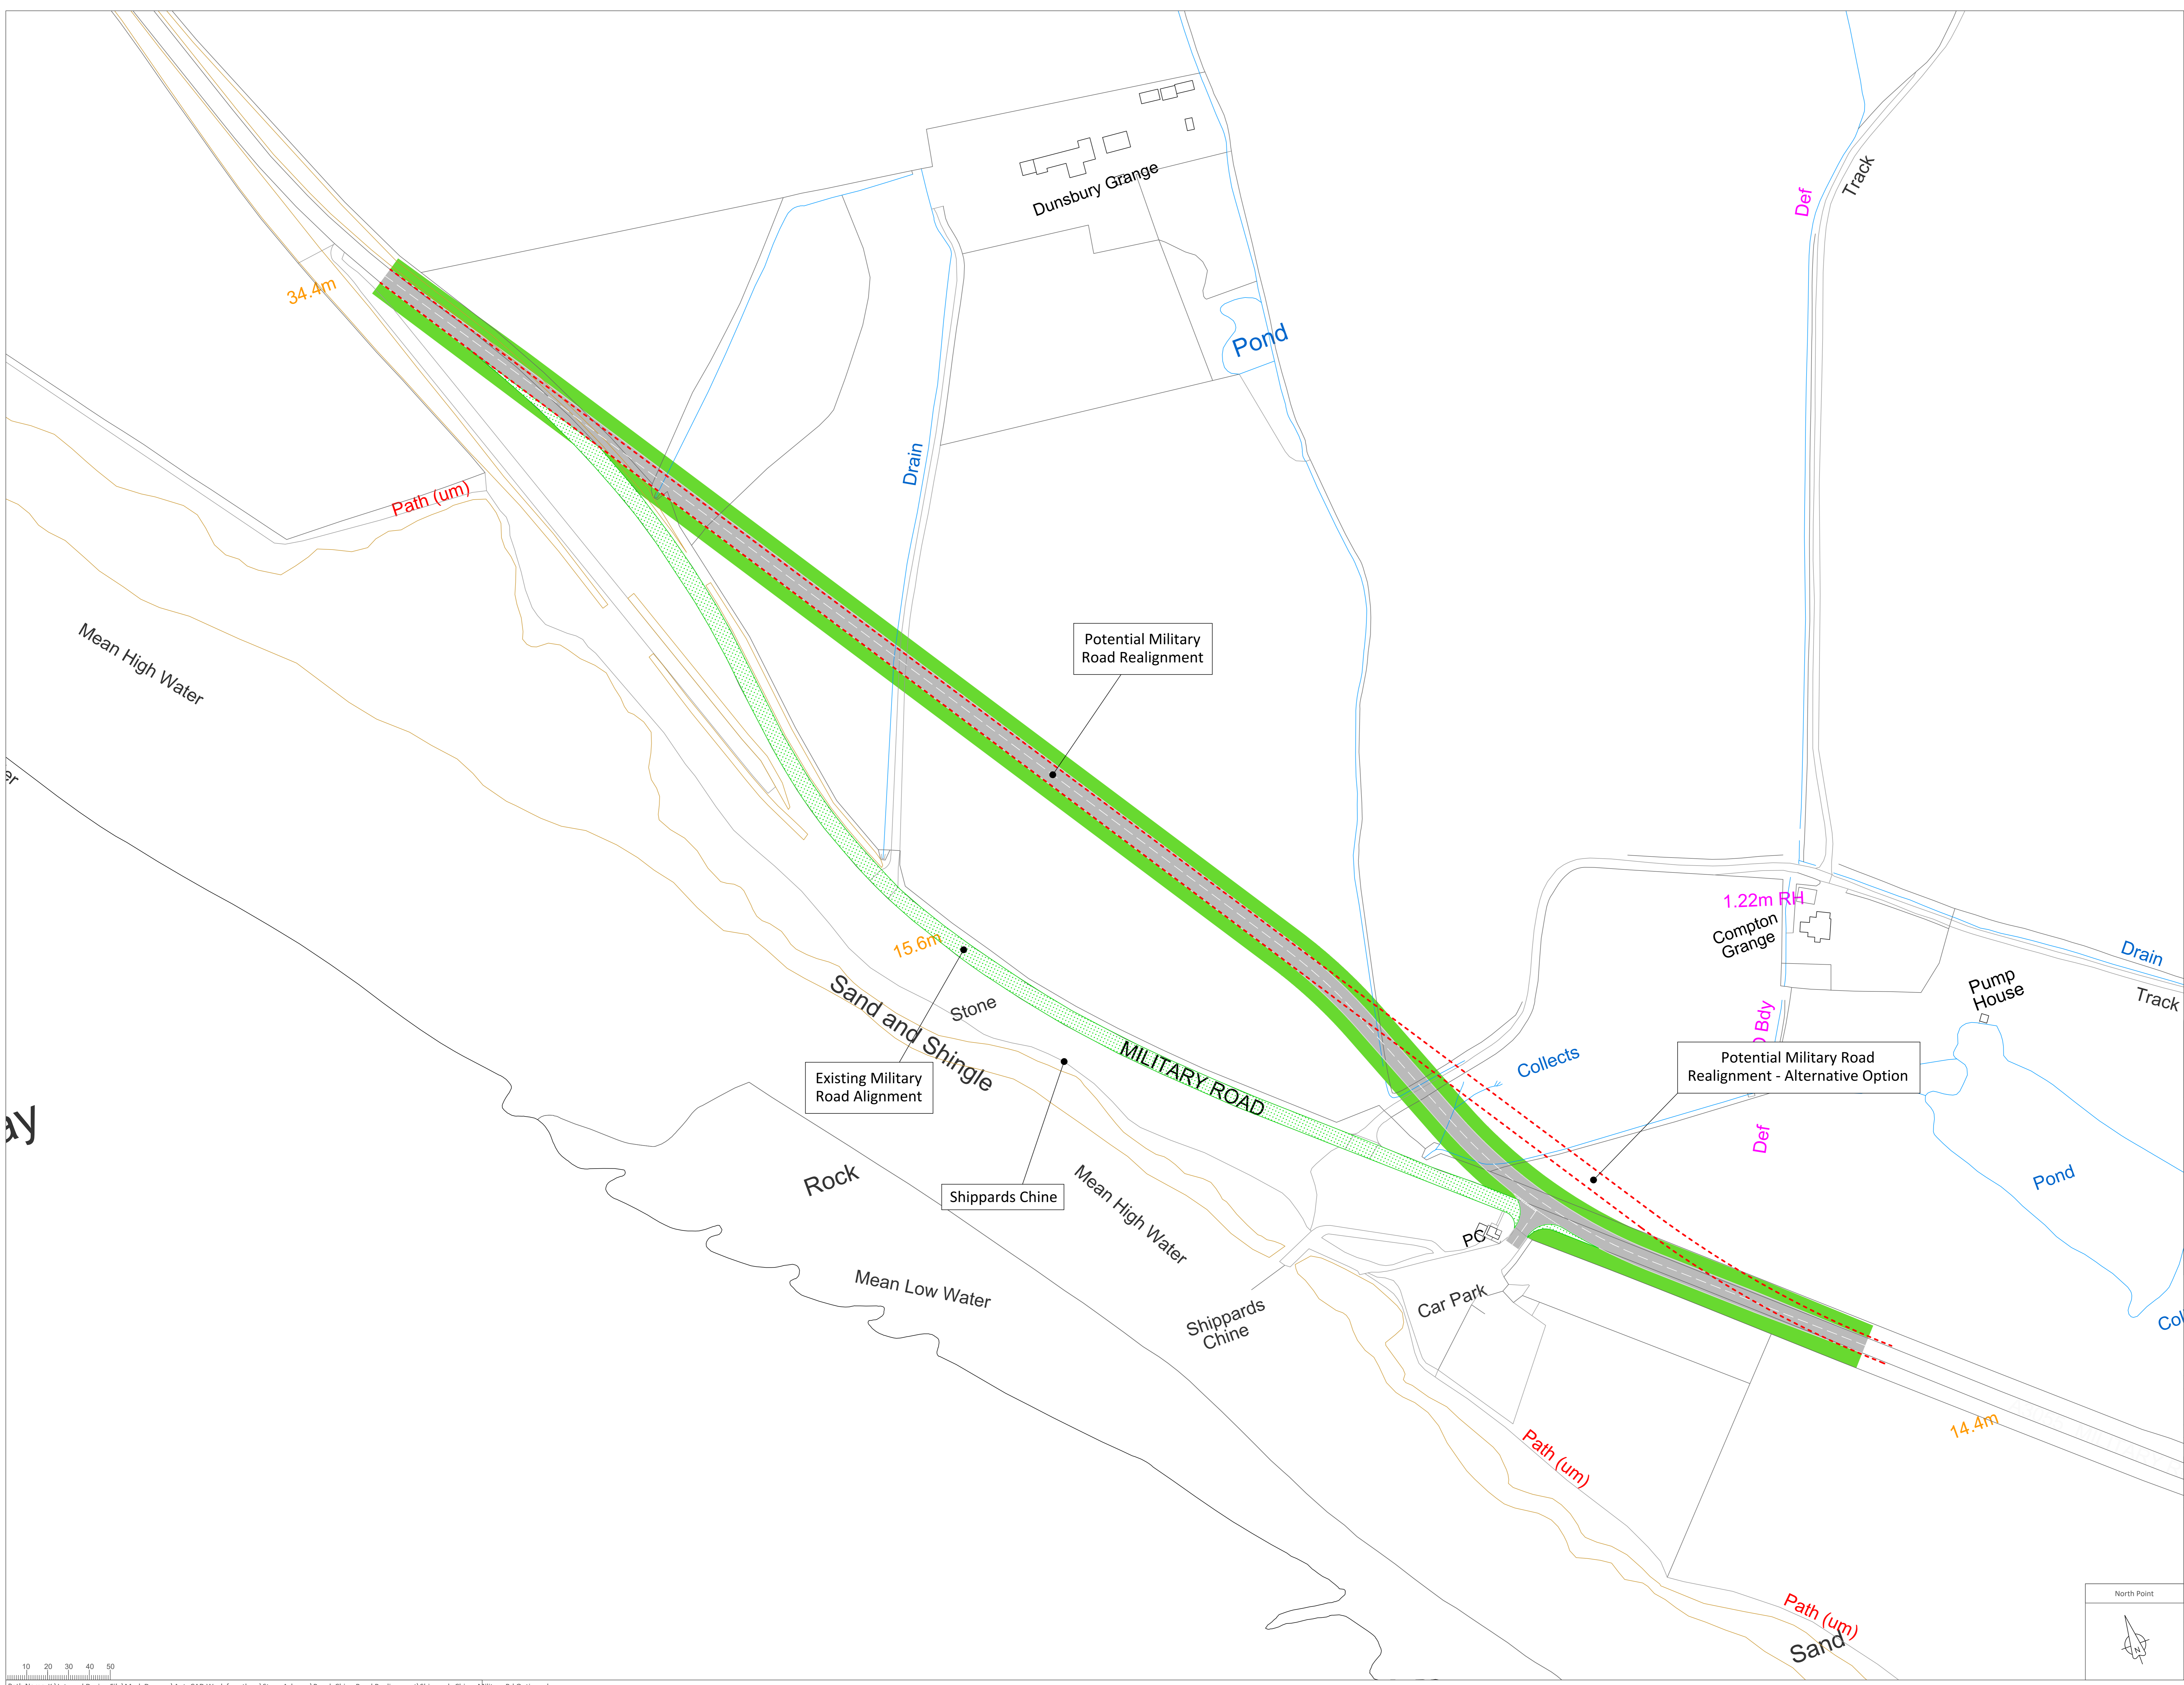 Dunsbury Grange
Def
Track
34.4m
Pond
Drain
Path (um)
Mean High Water
Potential Military
Road Realignment
1.22m RH
Compton
Grange
Drain
Track
Pump
House
15.6m
Stone
Sand and Shingle
Bdy
Collects
Existing Military
Road Alignment
MILITARY ROAD
Potential Military Road
Realignment - Alternative Option
ay
Def
Pond
Rock
Shippards Chine
Mean High Water
PC
Mean Low Water
Car Park
Shippards
Chine
14.4m
Path (um)
Path (um)
Sand
North Point
N
10 20 30 40 50